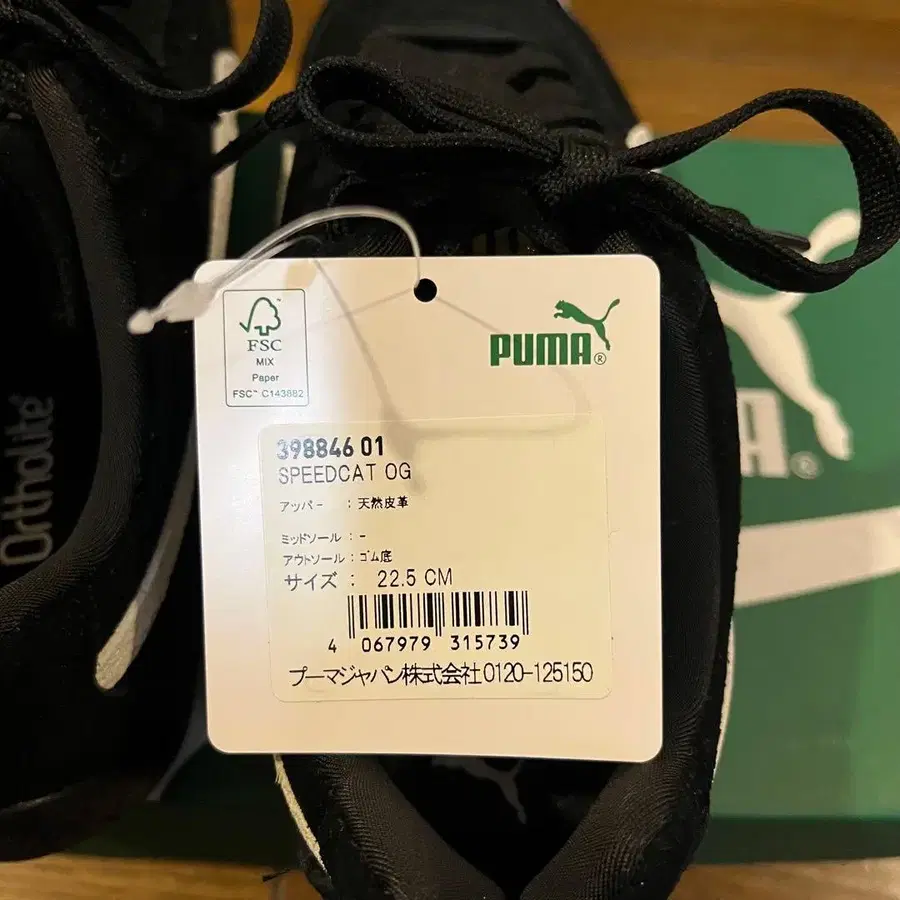 FSC™
MIX
Paper
FSC™ C143882
PUMA®
398846 01
SPEEDCAT OG
アッパー : 天然皮革
ミッドソール : -
アウトソール : ゴム底
サイズ : 22.5 CM
4 067979 315739
プーマジャパン株式会社0120-125150
Ortholite®
MA®